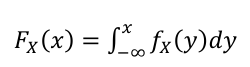 F_X(x) = ∫_{-∞}^{x} f_X(y)dy